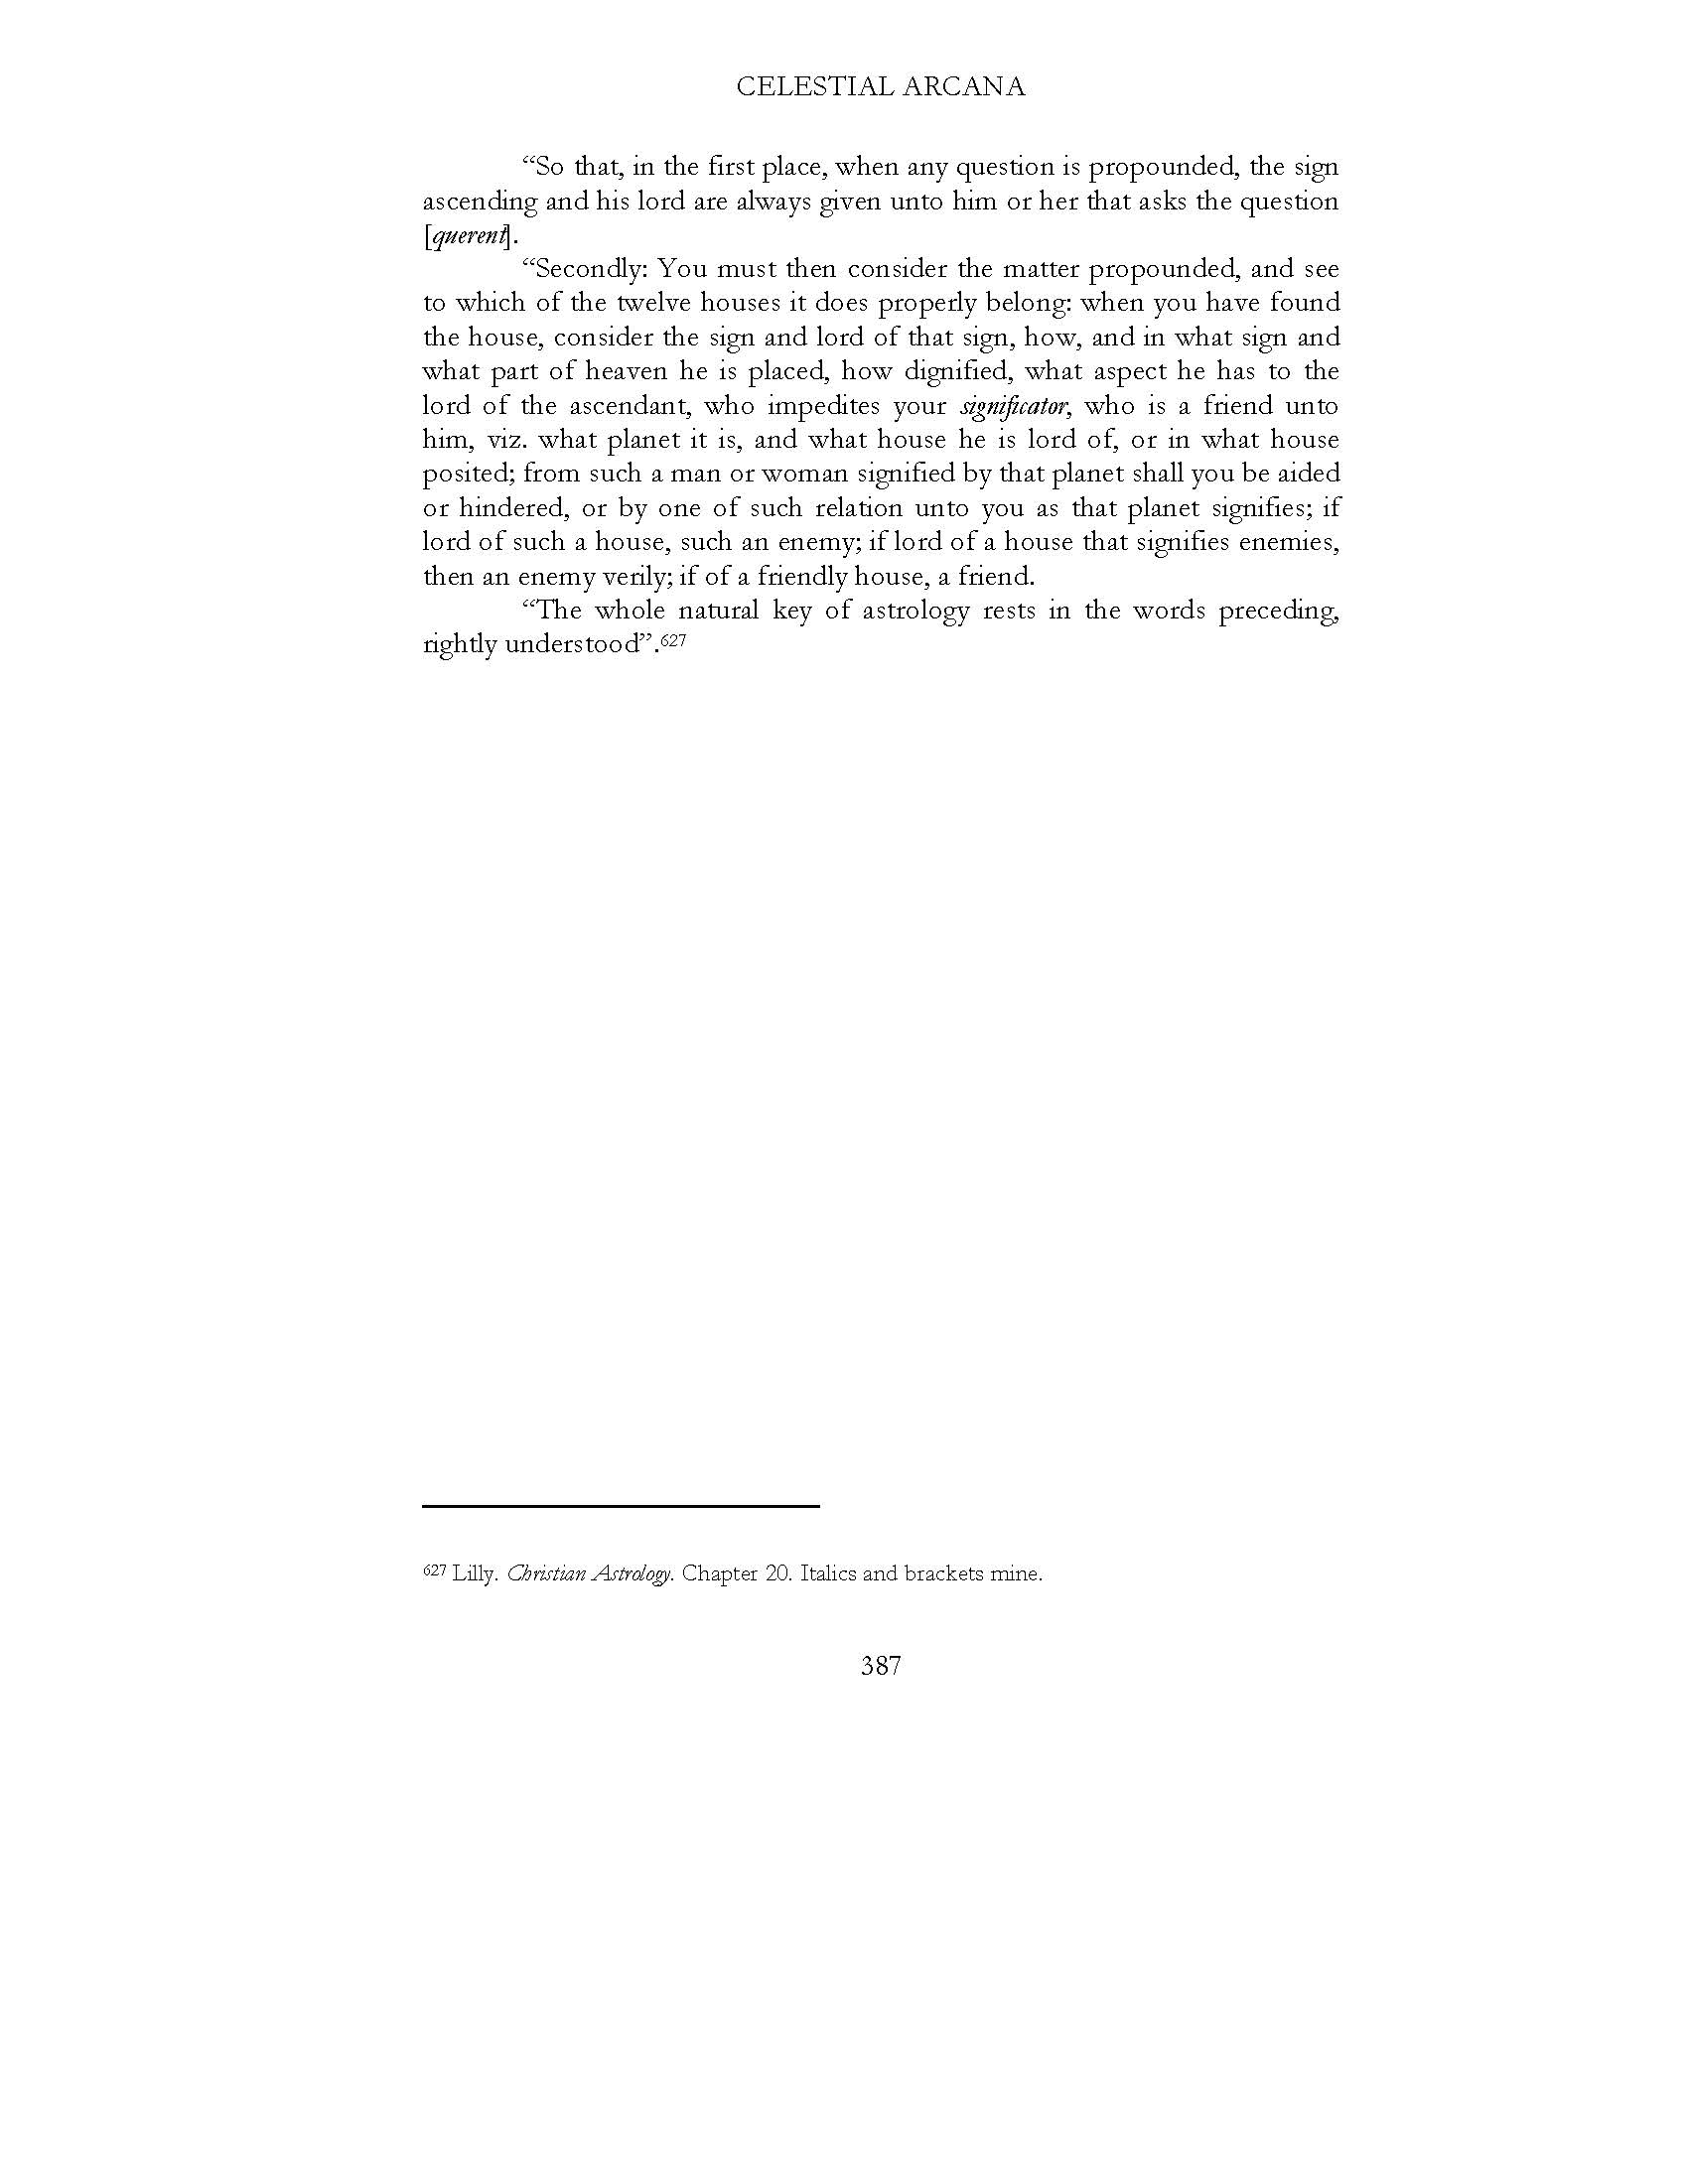 CELESTIAL ARCANA
“So that, in the first place, when any question is propounded, the sign
ascending and his lord are always given unto him or her that asks the question
[querent].
“Secondly: You must then consider the matter propounded, and see
to which of the twelve houses it does properly belong: when you have found
the house, consider the sign and lord of that sign, how, and in what sign and
what part of heaven he is placed, how dignified, what aspect he has to the
lord of the ascendant, who impedites your significator, who is a friend unto
him, viz. what planet it is, and what house he is lord of, or in what house
posited; from such a man or woman signified by that planet shall you be aided
or hindered, or by one of such relation unto you as that planet signifies; if
lord of such a house, such an enemy; if lord of a house that signifies enemies,
then an enemy verily; if of a friendly house, a friend.
“The whole natural key of astrology rests in the words preceding,
rightly understood”.627
627 Lilly. Christian Astrology. Chapter 20. Italics and brackets mine.
387